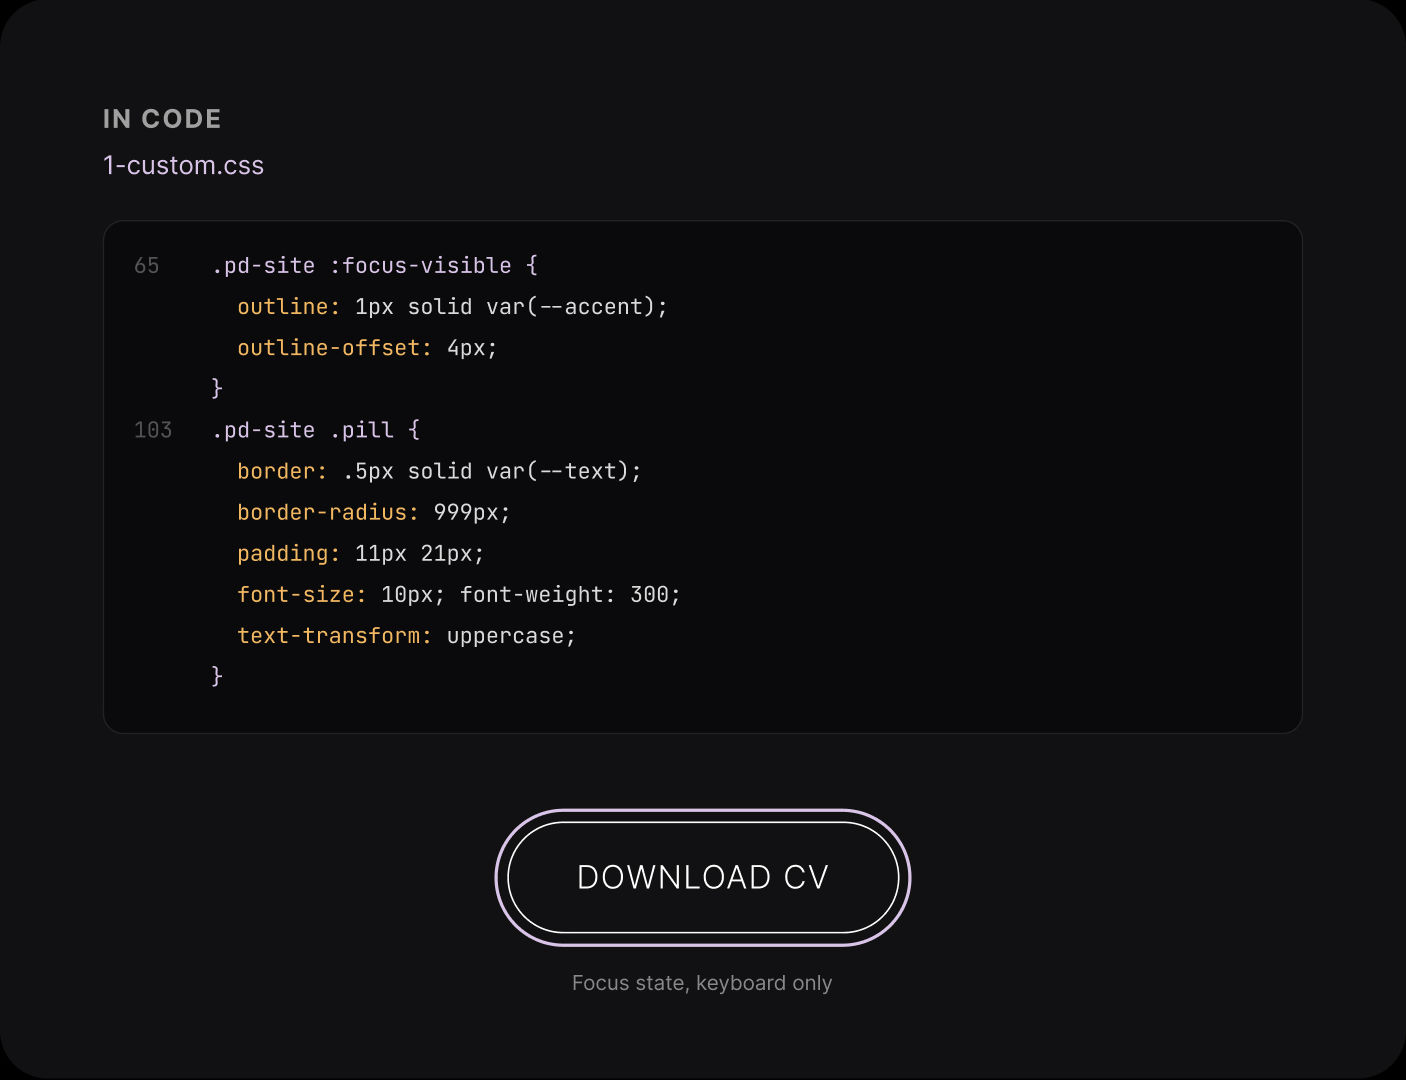 IN CODE
1-custom.css
65 .pd-site :focus-visible {
outline: 1px solid var(--accent);
outline-offset: 4px;
}
103 .pd-site .pill {
border: .5px solid var(--text);
border-radius: 999px;
padding: 11px 21px;
font-size: 10px; font-weight: 300;
text-transform: uppercase;
}
DOWNLOAD CV
Focus state, keyboard only